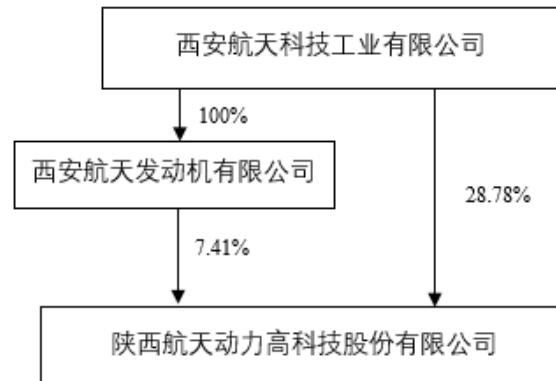 西安航天科技工业有限公司
100%
西安航天发动机有限公司
28.78%
7.41%
陕西航天动力高科技股份有限公司